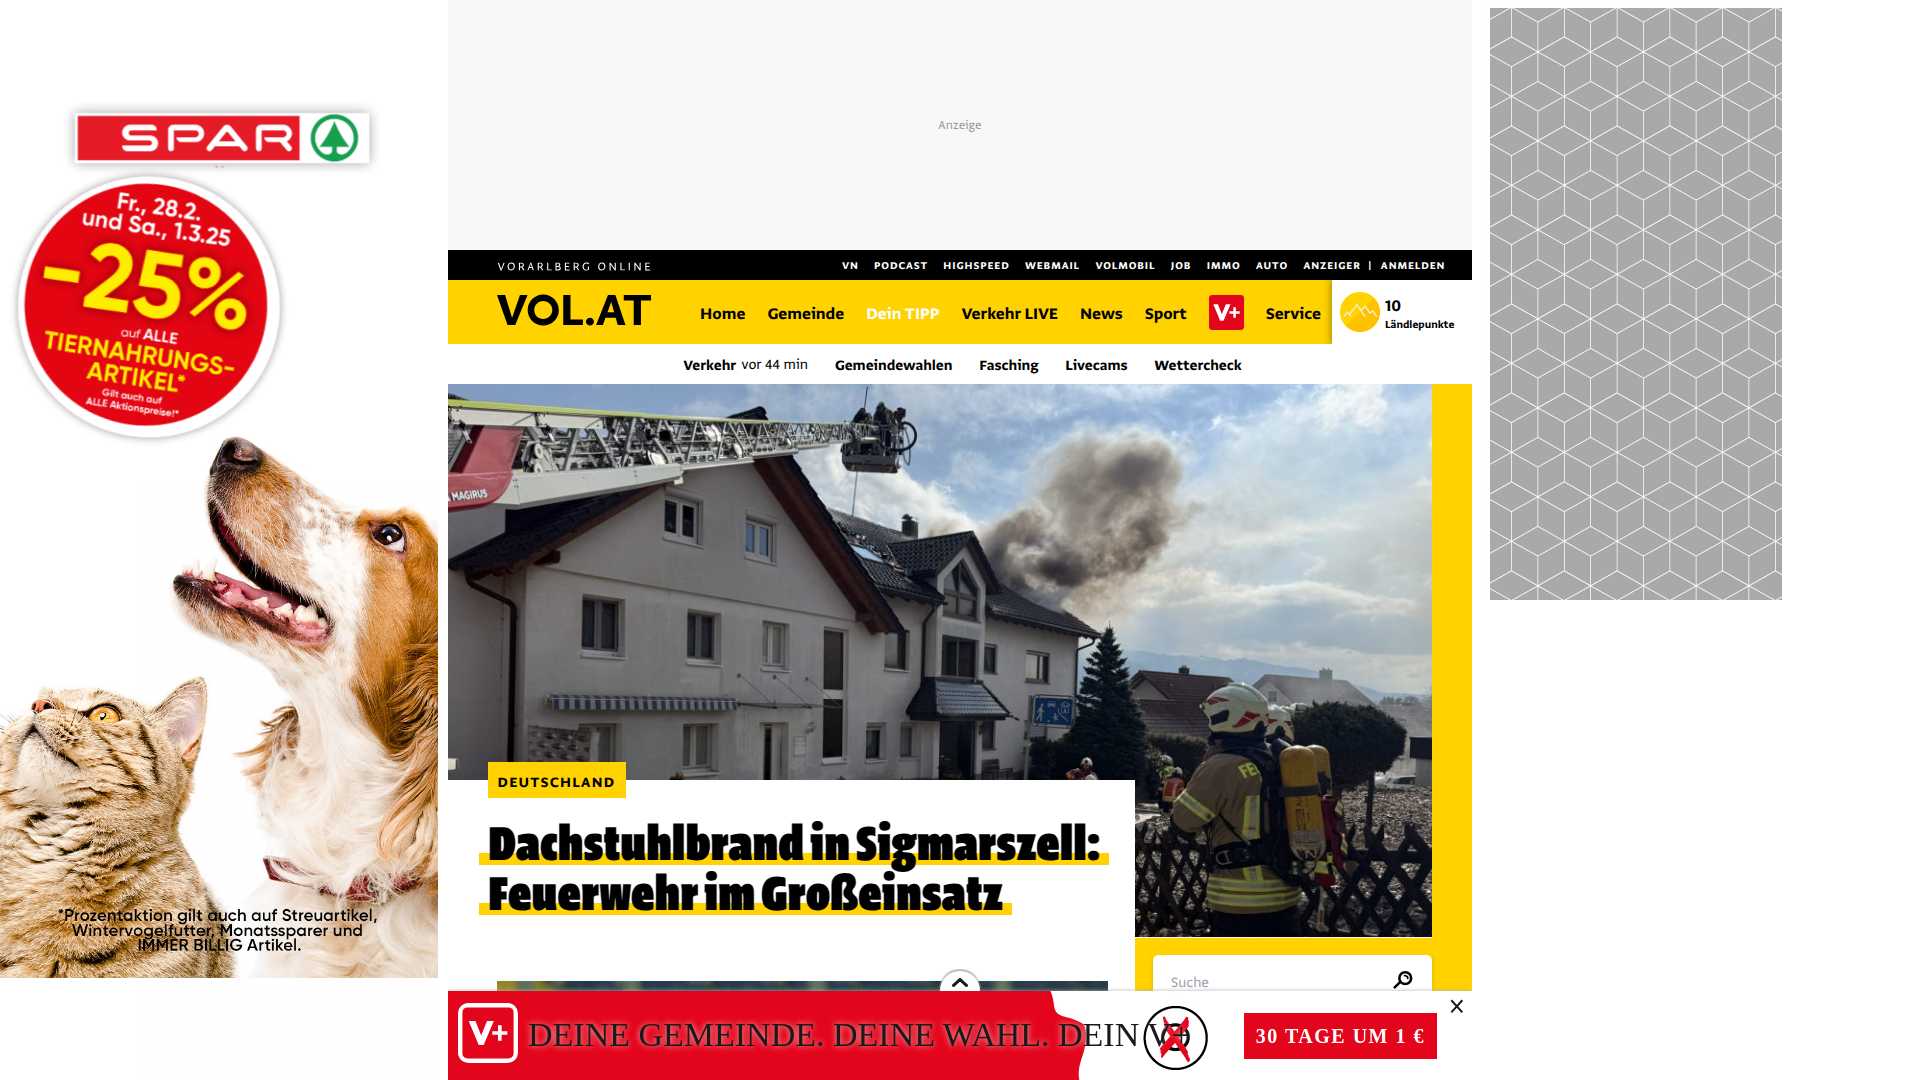 Anzeige
SPAR
Fr., 28.2.
und Sa., 1.3.25
-25%
auf ALLE
TIERNAHRUNGS-
ARTIKEL*
Gilt auch auf
ALLE Aktionspreise!*
*Prozentaktion gilt auch auf Streuartikel,
Wintervogelfutter, Monatssparer und
IMMER BILLIG Artikel.
VORARLBERG ONLINE
VN PODCAST HIGHSPEED WEBMAIL VOLMOBIL JOB IMMO AUTO ANZEIGER | ANMELDEN
VOL.AT
Home Gemeinde Dein TIPP Verkehr LIVE News Sport V+ Service
10
Ländlepunkte
Verkehr vor 44 min Gemeindewahlen Fasching Livecams Wettercheck
MAGIRUS
FE
DEUTSCHLAND
Dachstuhlbrand in Sigmarszell:
Feuerwehr im Großeinsatz
Suche
V+ DEINE GEMEINDE. DEINE WAHL. DEIN V+
30 TAGE UM 1 €